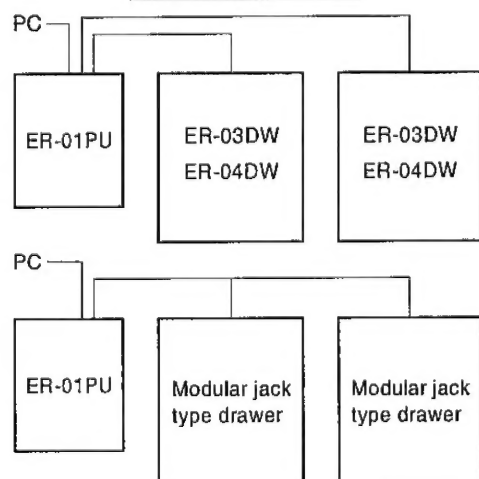 PC
ER-01PU
ER-03DW
ER-04DW
ER-03DW
ER-04DW
PC
ER-01PU
Modular jack
type drawer
Modular jack
type drawer